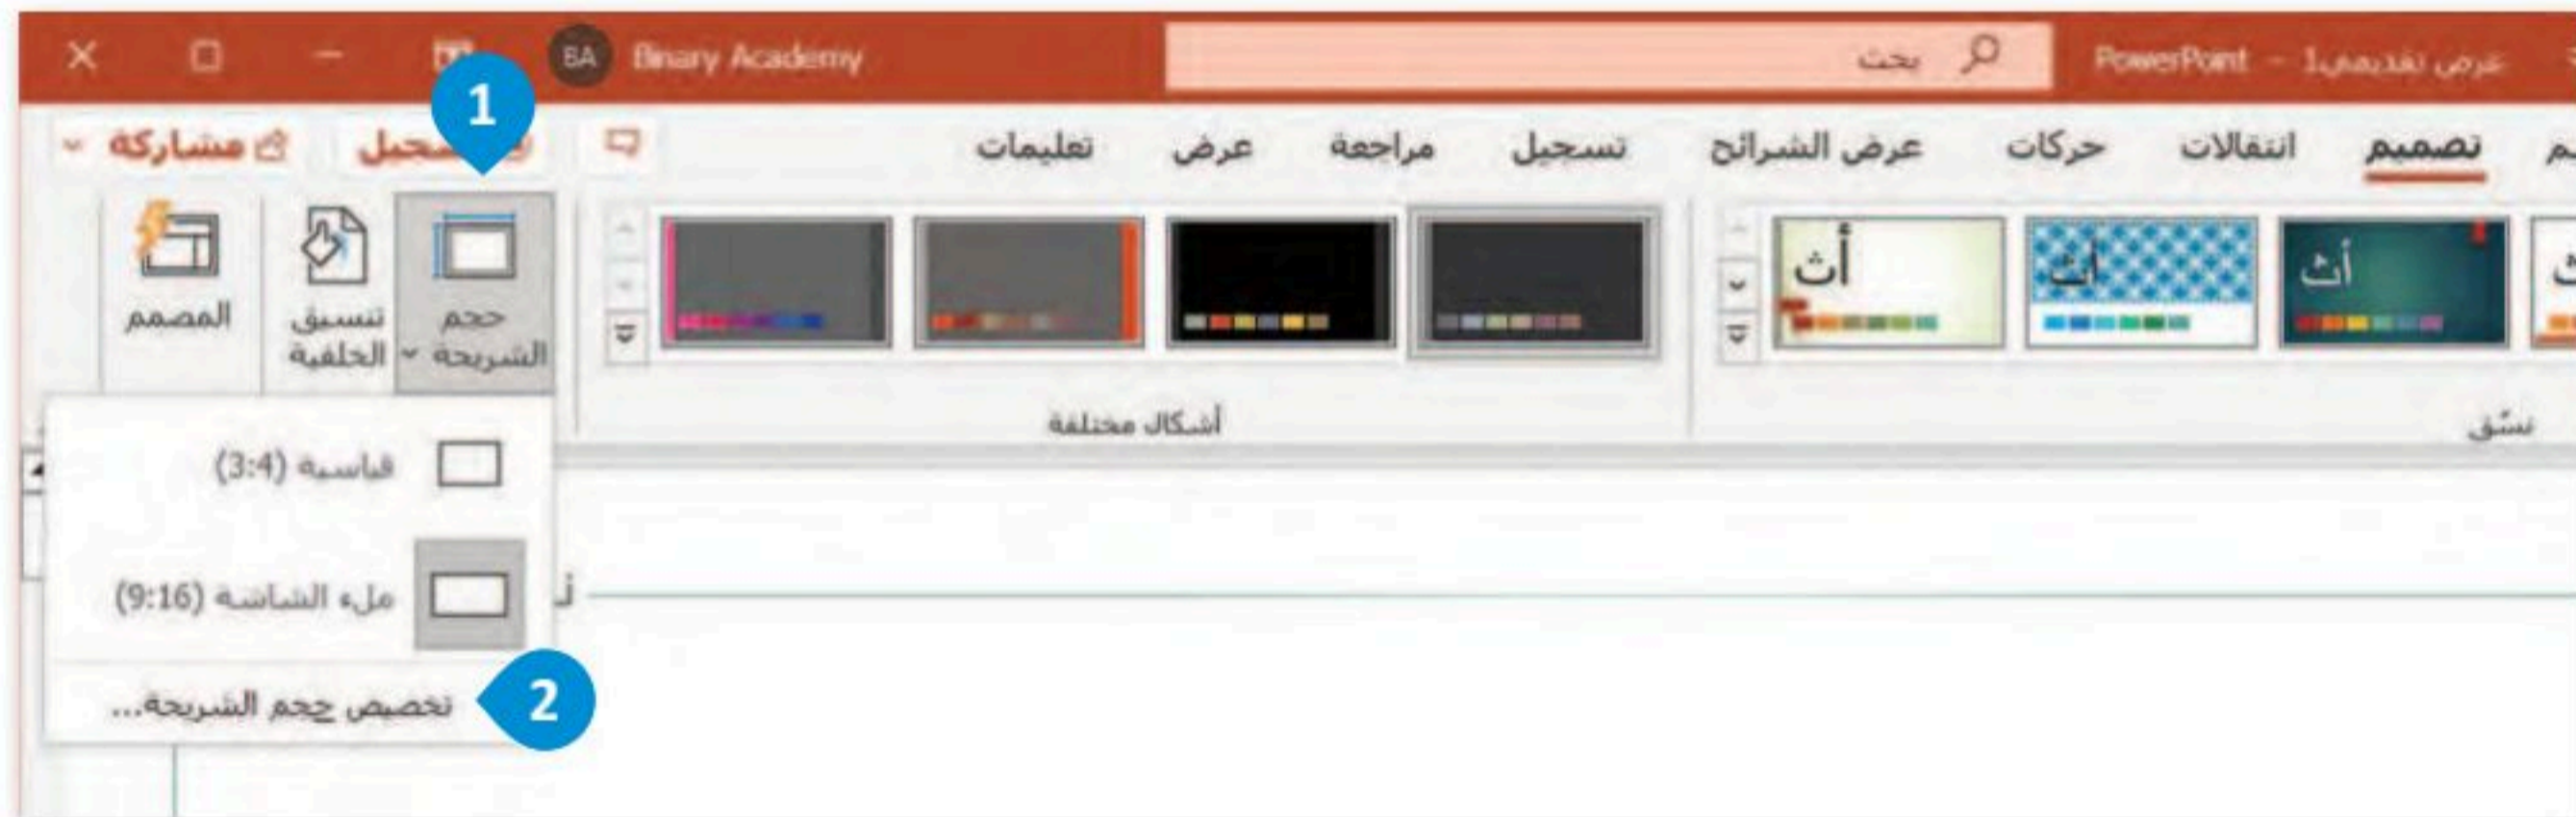 عرض تقديمي1 – PowerPoint
بحث
Binary Academy
BA
تصميم
انتقالات
حركات
عرض الشرائح
تسجيل
مراجعة
عرض
تعليمات
مشاركة
1
أث
أث
أث
حجم
الشريحة
تنسيق
الخلفية
المصمم
نسّق
أشكال مختلفة
قياسية (3:4)
ملء الشاشة (9:16)
تخصيص حجم الشريحة...
2